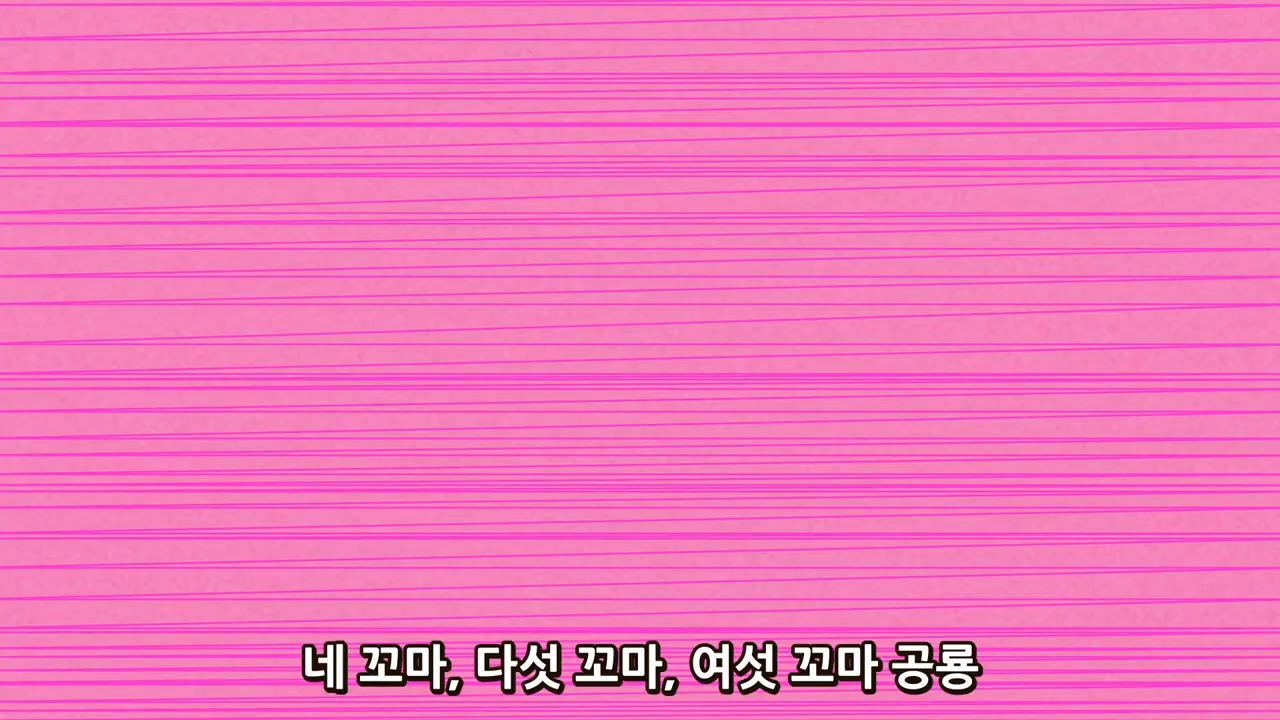 네 꼬마, 다섯 꼬마, 여섯 꼬마 공룡